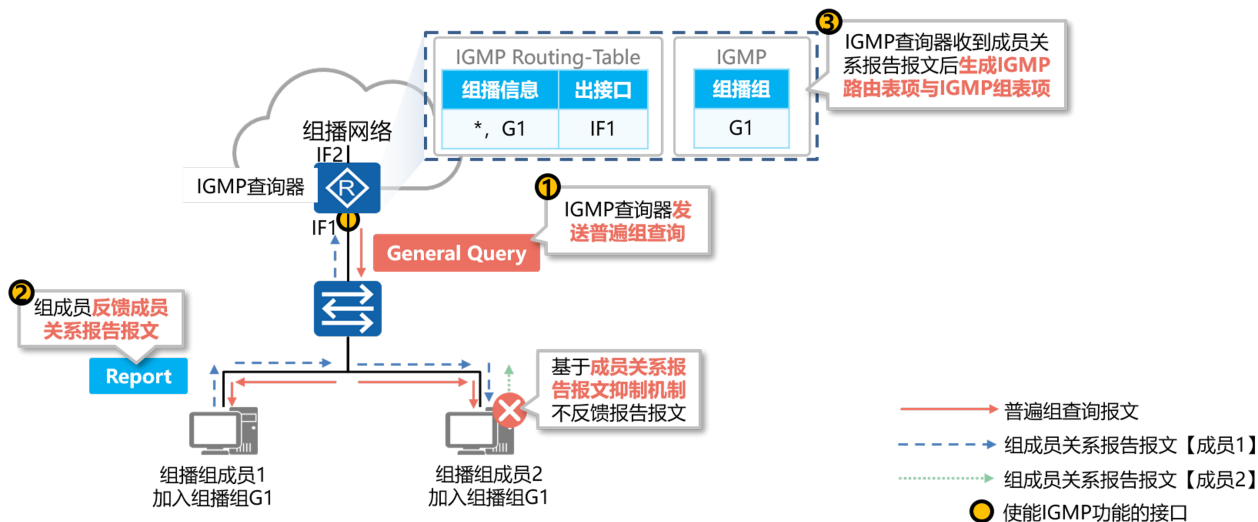 IGMP Routing-Table
组播信息
出接口
*，G1
IF1
IGMP
组播组
G1
3
IGMP查询器收到成员关
系报告报文后生成IGMP
路由表项与IGMP组表项
组播网络
IF2
IGMP查询器
R
IF1
1
IGMP查询器发
送普遍组查询
General Query
2
组成员反馈成员
关系报告报文
Report
基于成员关系报
告报文抑制机制
不反馈报告报文
组播组成员1
加入组播组G1
组播组成员2
加入组播组G1
普遍组查询报文
组成员关系报告报文【成员1】
组成员关系报告报文【成员2】
使能IGMP功能的接口